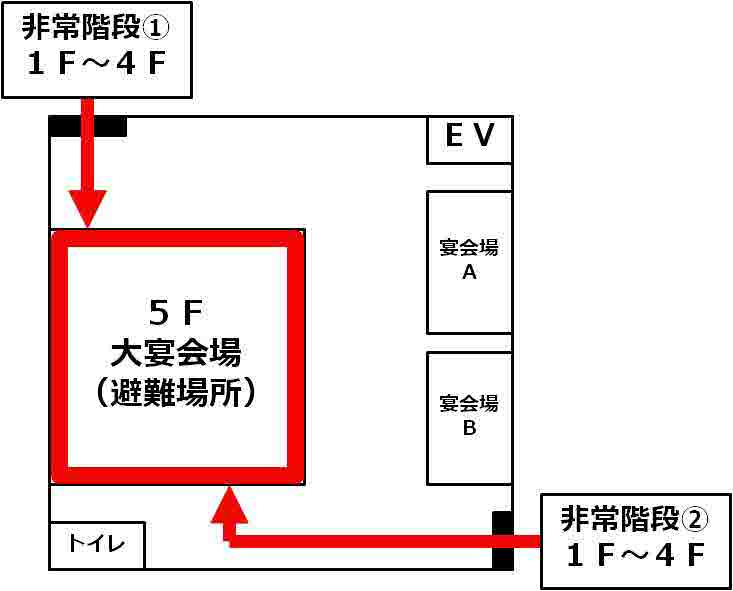 非常階段①
１Ｆ～４Ｆ
ＥＶ
宴会場
A
５Ｆ
大宴会場
（避難場所）
宴会場
B
非常階段②
１Ｆ～４Ｆ
トイレ